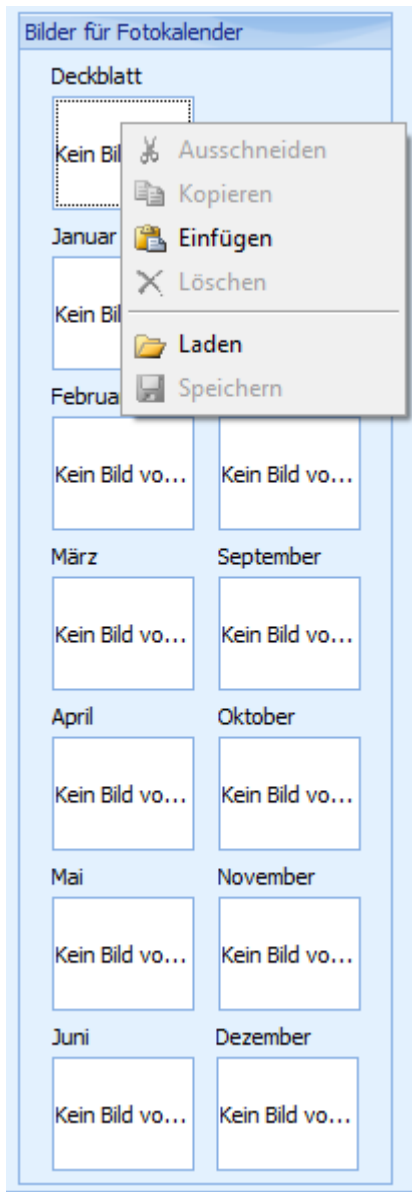 Bilder für Fotokalender
Deckblatt
Kein Bil
Ausschneiden
Kopieren
Einfügen
Löschen
Laden
Speichern
Januar
Kein Bil
Februa
Kein Bild vo...
Kein Bild vo...
März
September
Kein Bild vo...
Kein Bild vo...
April
Oktober
Kein Bild vo...
Kein Bild vo...
Mai
November
Kein Bild vo...
Kein Bild vo...
Juni
Dezember
Kein Bild vo...
Kein Bild vo...